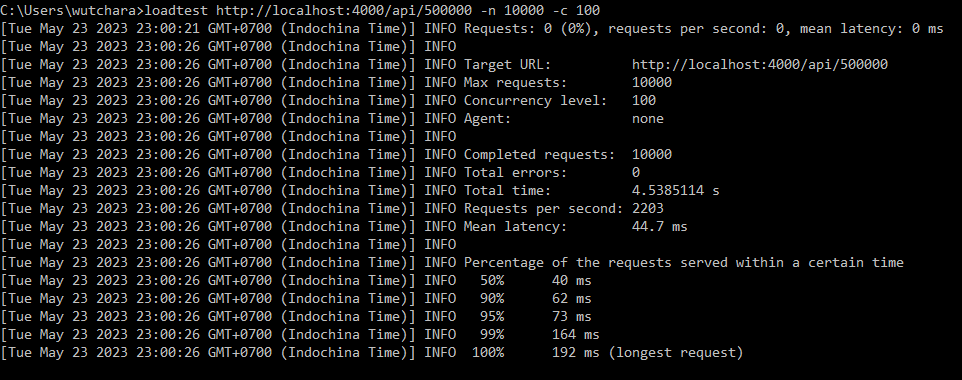 C:\Users\wutchara>loadtest http://localhost:4000/api/500000 -n 10000 -c 100
[Tue May 23 2023 23:00:21 GMT+0700 (Indochina Time)] INFO Requests: 0 (0%), requests per second: 0, mean latency: 0 ms
[Tue May 23 2023 23:00:26 GMT+0700 (Indochina Time)] INFO
[Tue May 23 2023 23:00:26 GMT+0700 (Indochina Time)] INFO Target URL:          http://localhost:4000/api/500000
[Tue May 23 2023 23:00:26 GMT+0700 (Indochina Time)] INFO Max requests:        10000
[Tue May 23 2023 23:00:26 GMT+0700 (Indochina Time)] INFO Concurrency level:   100
[Tue May 23 2023 23:00:26 GMT+0700 (Indochina Time)] INFO Agent:               none
[Tue May 23 2023 23:00:26 GMT+0700 (Indochina Time)] INFO
[Tue May 23 2023 23:00:26 GMT+0700 (Indochina Time)] INFO Completed requests:  10000
[Tue May 23 2023 23:00:26 GMT+0700 (Indochina Time)] INFO Total errors:        0
[Tue May 23 2023 23:00:26 GMT+0700 (Indochina Time)] INFO Total time:          4.5385114 s
[Tue May 23 2023 23:00:26 GMT+0700 (Indochina Time)] INFO Requests per second: 2203
[Tue May 23 2023 23:00:26 GMT+0700 (Indochina Time)] INFO Mean latency:        44.7 ms
[Tue May 23 2023 23:00:26 GMT+0700 (Indochina Time)] INFO
[Tue May 23 2023 23:00:26 GMT+0700 (Indochina Time)] INFO Percentage of the requests served within a certain time
[Tue May 23 2023 23:00:26 GMT+0700 (Indochina Time)] INFO   50%      40 ms
[Tue May 23 2023 23:00:26 GMT+0700 (Indochina Time)] INFO   90%      62 ms
[Tue May 23 2023 23:00:26 GMT+0700 (Indochina Time)] INFO   95%      73 ms
[Tue May 23 2023 23:00:26 GMT+0700 (Indochina Time)] INFO   99%      164 ms
[Tue May 23 2023 23:00:26 GMT+0700 (Indochina Time)] INFO  100%      192 ms (longest request)